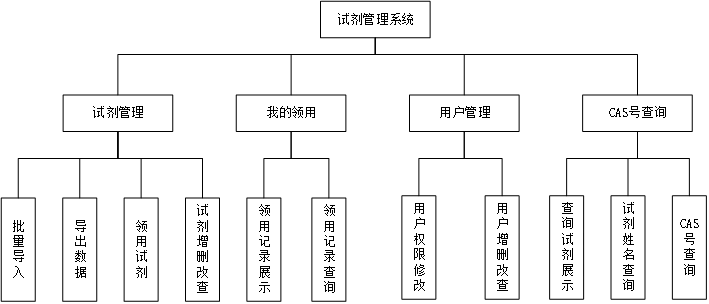 试剂管理系统
试剂管理
我的领用
用户管理
CAS号查询
批量导入
导出数据
领用试剂
试剂增删改查
领用记录展示
领用记录查询
用户权限修改
用户增删改查
查询试剂展示
试剂姓名查询
CAS号查询